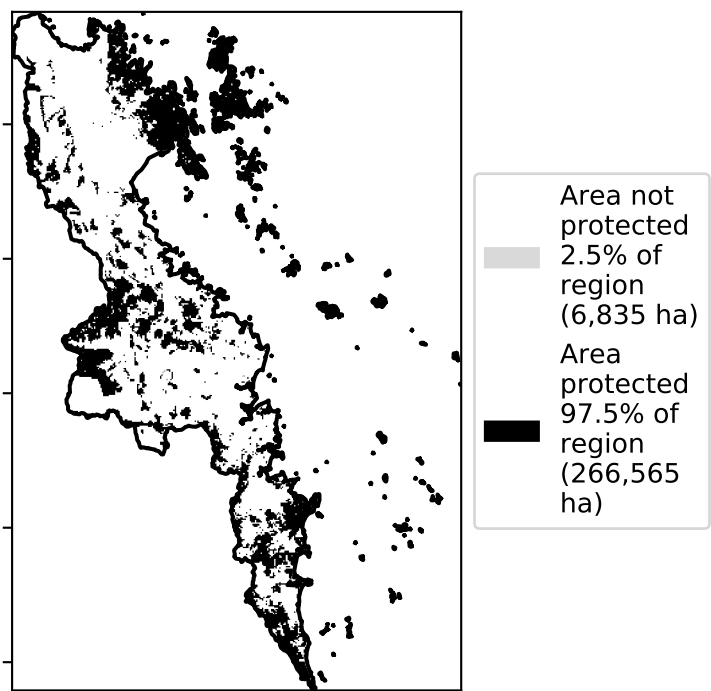 Area not
protected
2.5% of
region
(6,835 ha)
Area
protected
97.5% of
region
(266,565
ha)